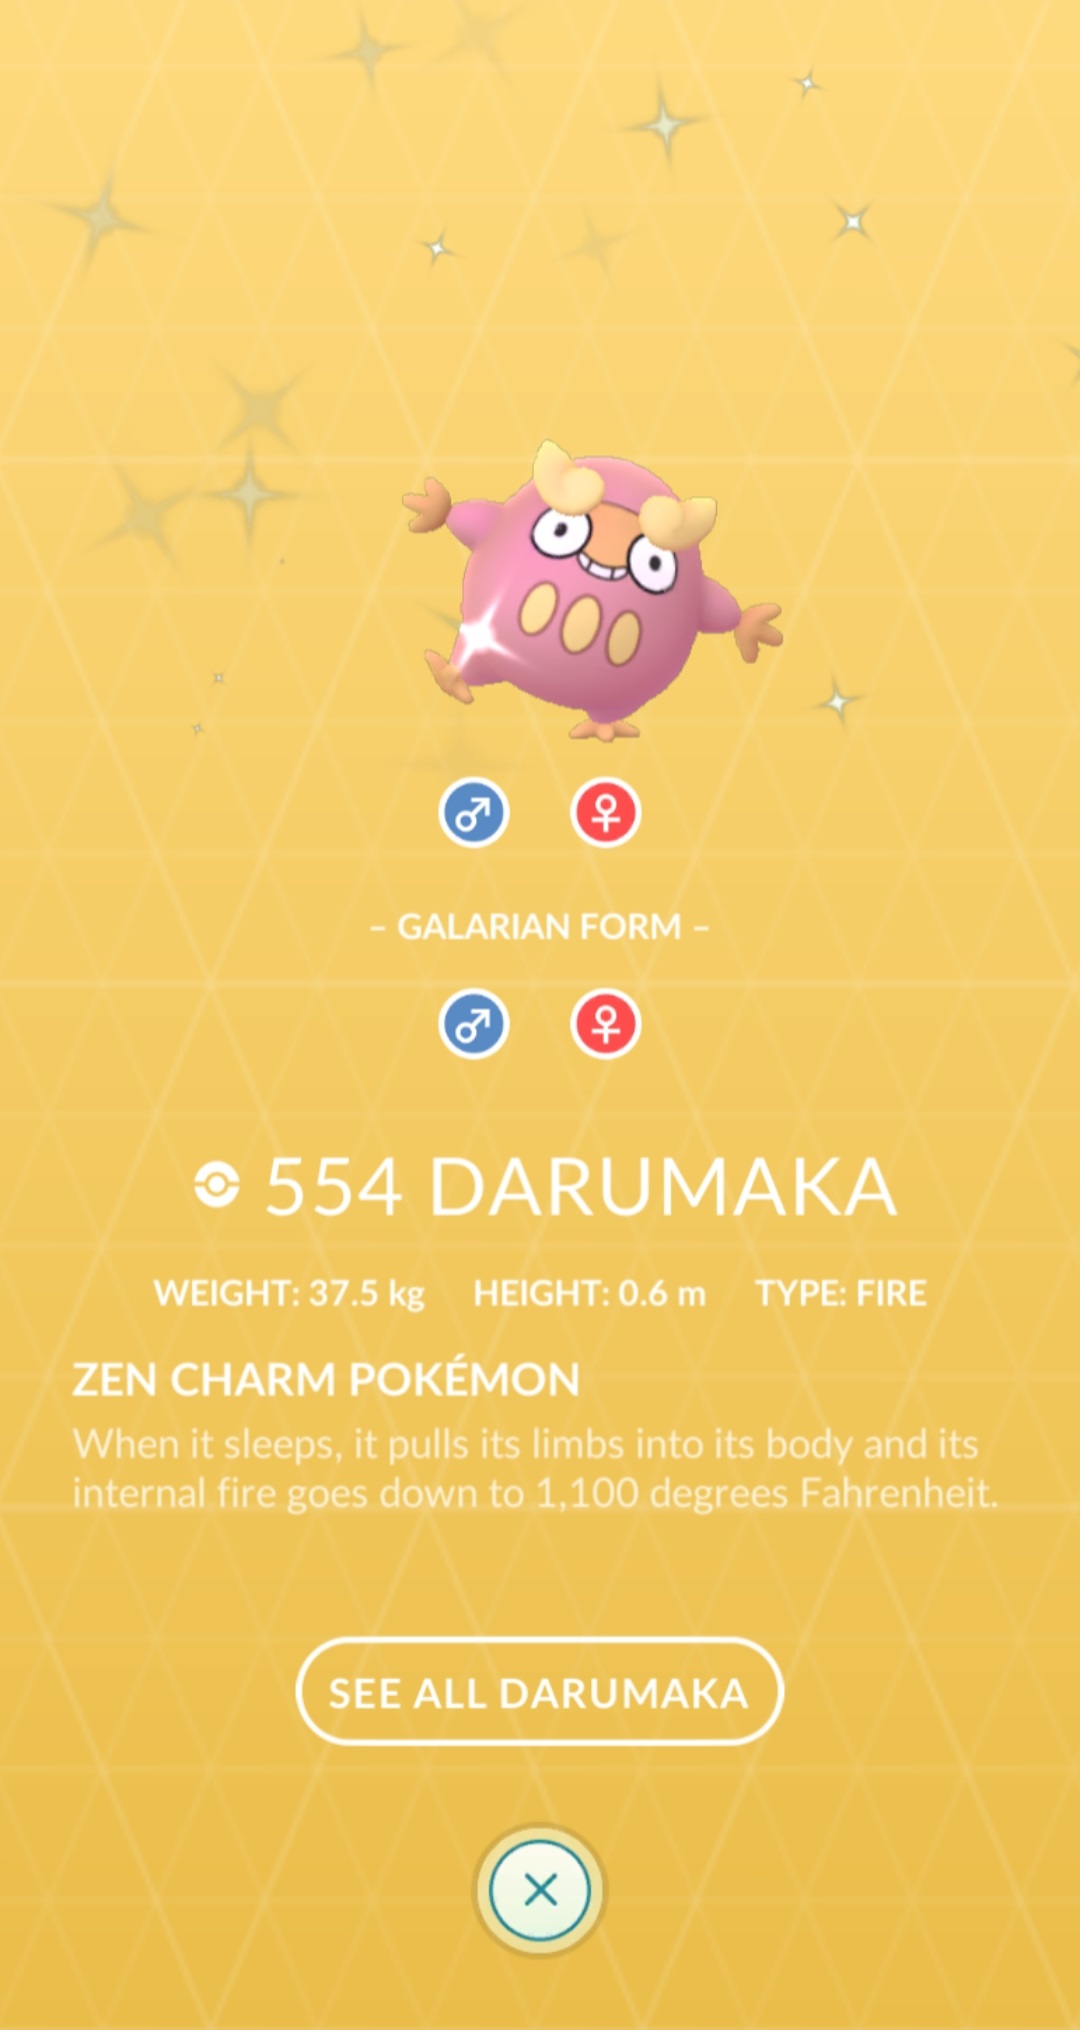 – GALARIAN FORM –
554 DARUMAKA
WEIGHT: 37.5 kg HEIGHT: 0.6 m TYPE: FIRE
ZEN CHARM POKÉMON
When it sleeps, it pulls its limbs into its body and its
internal fire goes down to 1,100 degrees Fahrenheit.
SEE ALL DARUMAKA